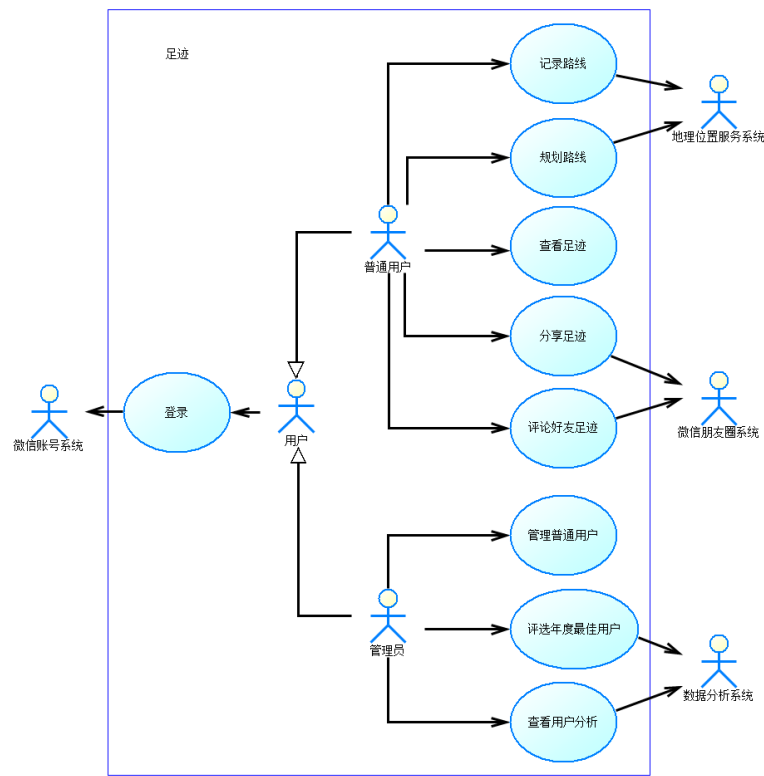 足迹
记录路线
地理位置服务系统
规划路线
查看足迹
普通用户
分享足迹
登录
用户
评论好友足迹
微信账号系统
微信朋友圈系统
管理普通用户
评选年度最佳用户
管理员
数据分析系统
查看用户分析